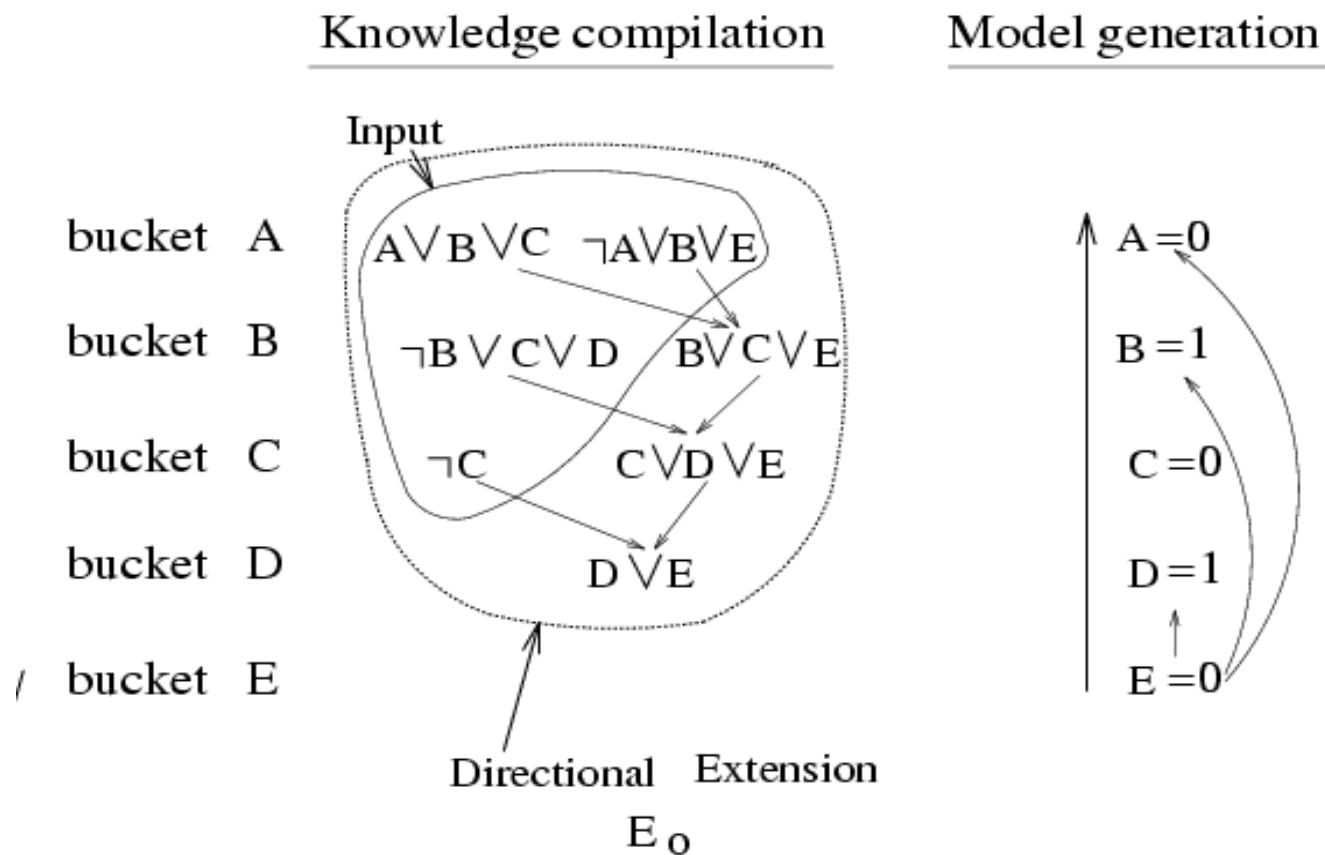 Knowledge compilation Model generation
Input
bucket A A∨B∨C ¬A∨B∨E A=0
bucket B ¬B∨C∨D B∨C∨E B=1
bucket C ¬C C∨D∨E C=0
bucket D D∨E D=1
bucket E E=0
Directional Extension
E o